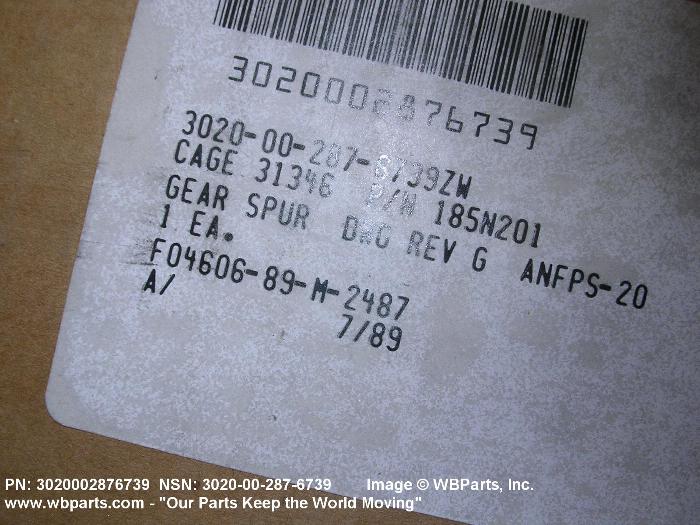 3020002876739
3020-00-287-6739ZW
CAGE 31346 P/N 185N201
GEAR SPUR DWG REV G ANFPS-20
1 EA.
F04606-89-M-2487
A/ 7/89
PN: 3020002876739 NSN: 3020-00-287-6739 Image © WBParts, Inc.
www.wbparts.com - "Our Parts Keep the World Moving"